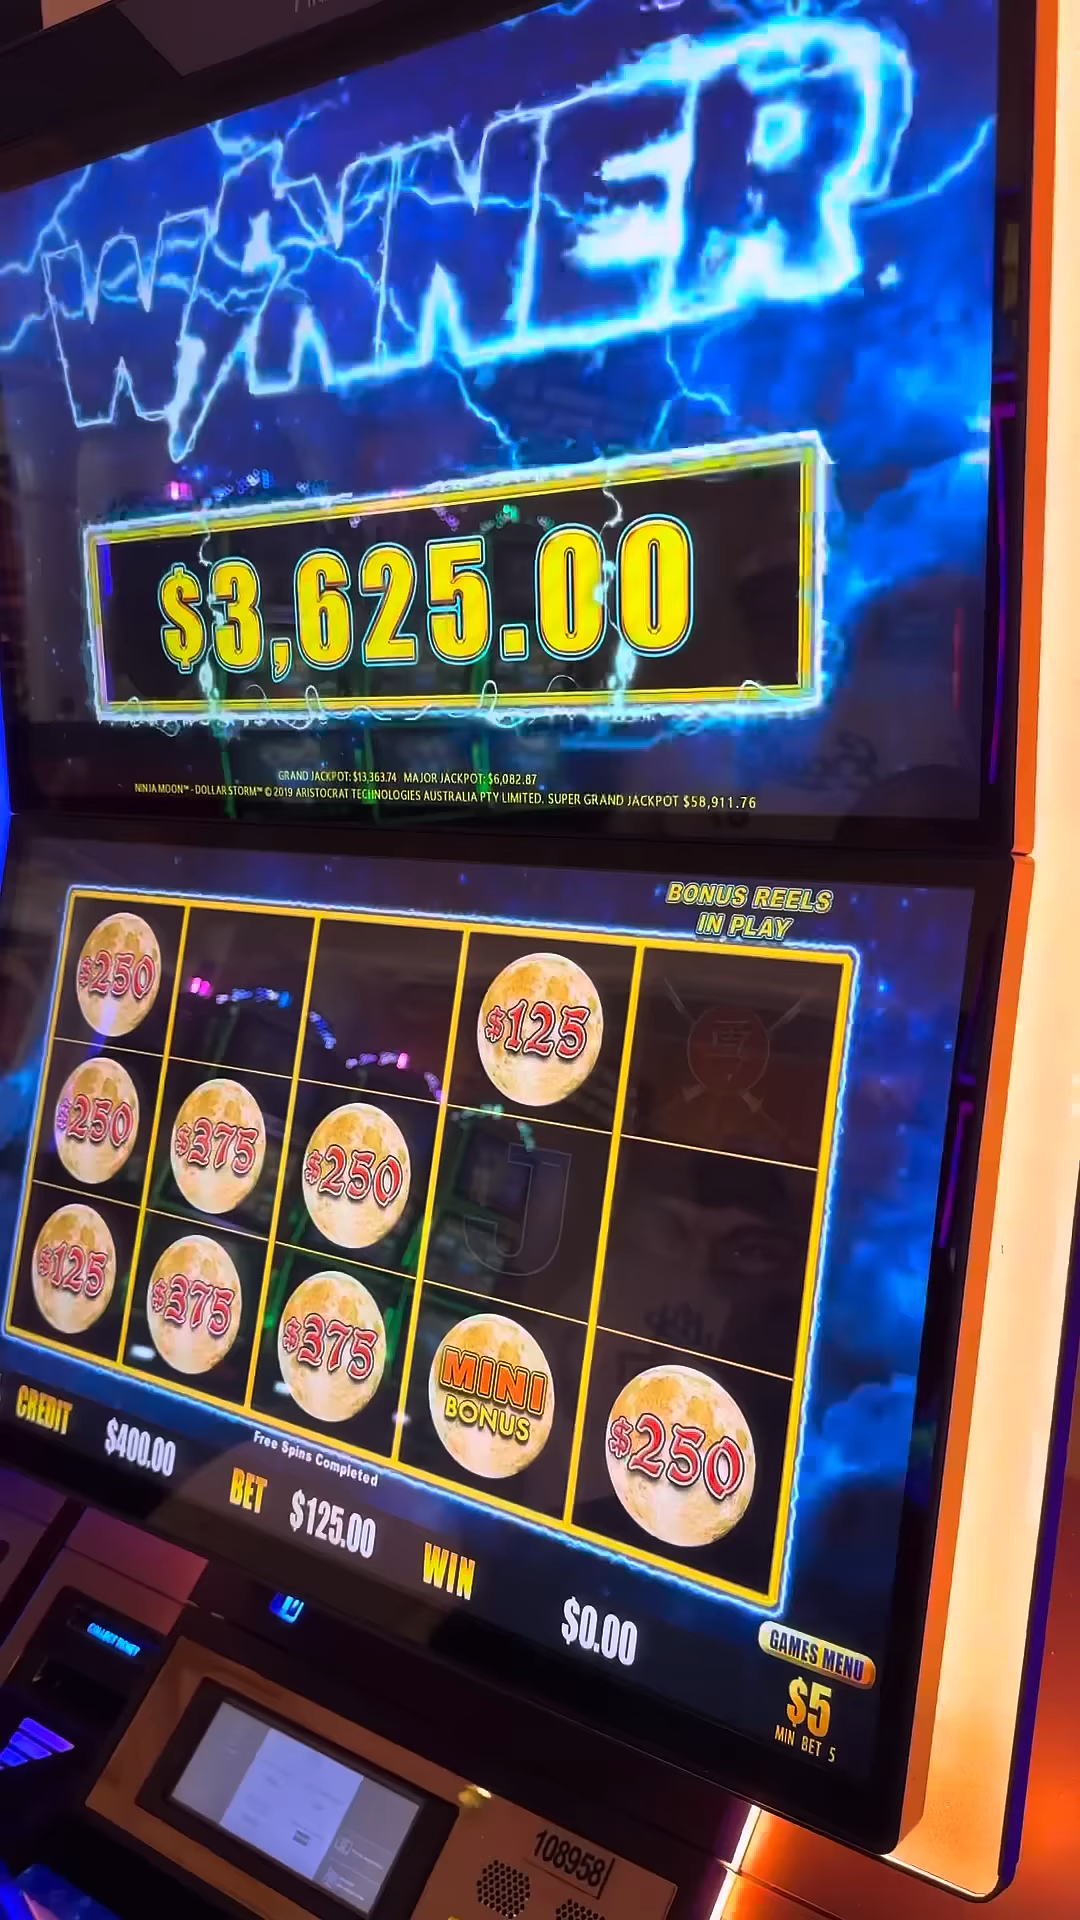 WINNER
$3,625.00
GRAND JACKPOT: $13,363.74 MAJOR JACKPOT: $6,082.87
NINJA MOON™ - DOLLAR STORM™ © 2019 ARISTOCRAT TECHNOLOGIES AUSTRALIA PTY LIMITED. SUPER GRAND JACKPOT $58,911.76
BONUS REELS
IN PLAY
$250
$125
$250
$375
$250
J
$125
$375
$375
MINI
BONUS
$250
CREDIT $400.00
Free Spins Completed
BET $125.00
WIN $0.00
GAMES MENU
$5
MIN BET 5
COLLECT TICKET
108958